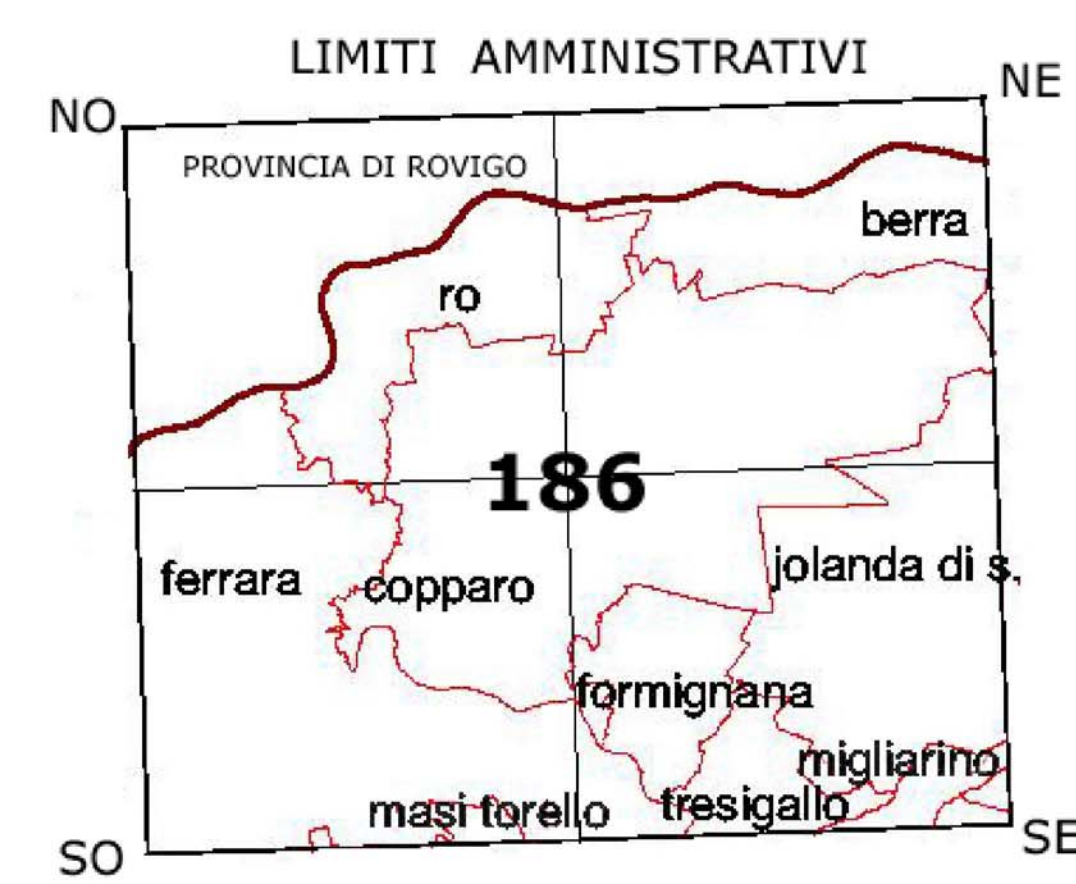 LIMITI AMMINISTRATIVI
NO
NE
PROVINCIA DI ROVIGO
berra
ro
186
ferrara
copparo
jolanda di s.
formignana
migliarino
masi torello
tresigallo
SO
SE